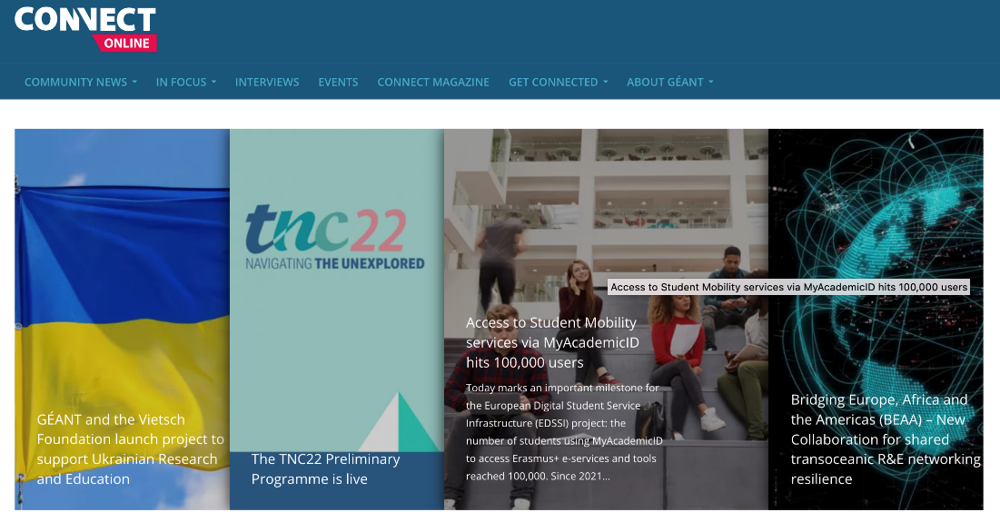 CONNECT
ONLINE
COMMUNITY NEWS IN FOCUS INTERVIEWS EVENTS CONNECT MAGAZINE GET CONNECTED ABOUT GÉANT
GÉANT and the Vietsch
Foundation launch project to
support Ukrainian Research
and Education
tnc22
NAVIGATING THE UNEXPLORED
The TNC22 Preliminary
Programme is live
Access to Student Mobility services via MyAcademicID hits 100,000 users
Access to Student Mobility
services via MyAcademicID
hits 100,000 users
Today marks an important milestone for
the European Digital Student Service
Infrastructure (EDSSI) project: the
number of students using MyAcademicID
to access Erasmus+ e-services and tools
reached 100,000. Since 2021...
Bridging Europe, Africa and
the Americas (BEAA) – New
Collaboration for shared
transoceanic R&E networking
resilience